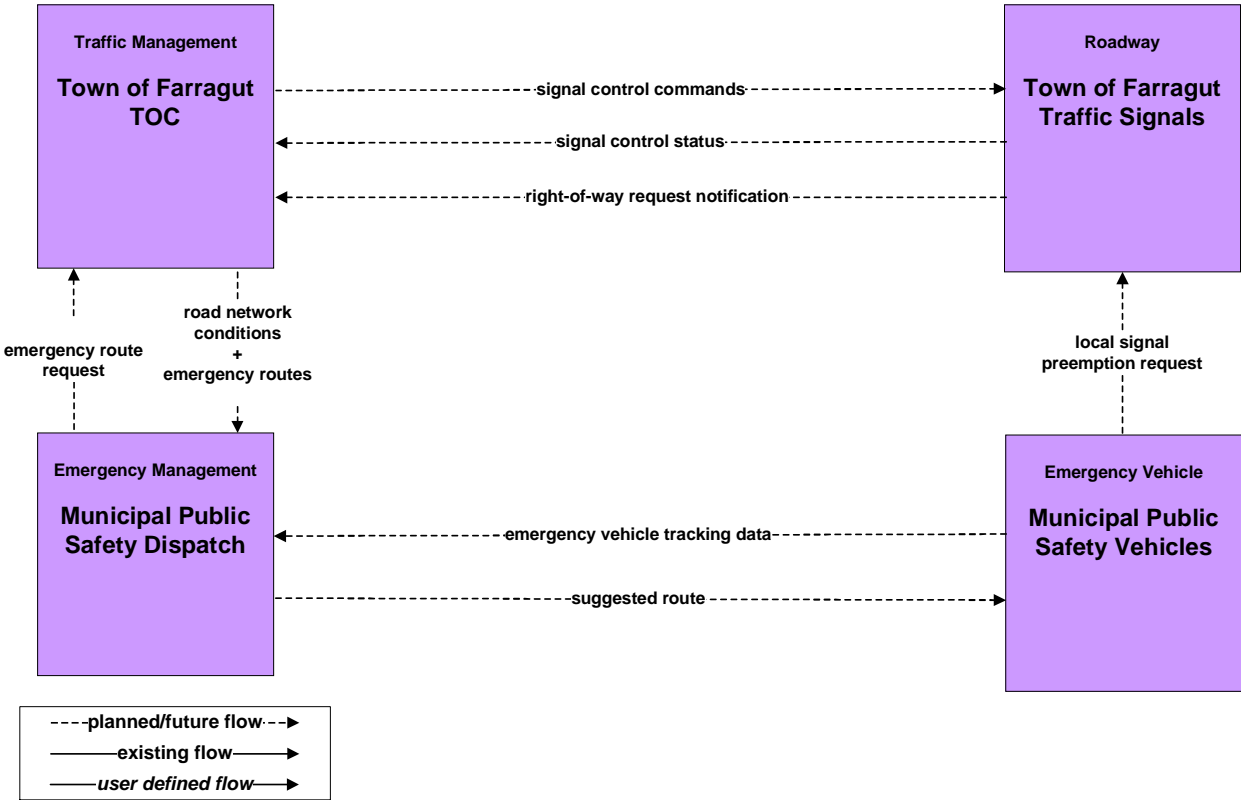 Traffic Management
Town of Farragut
TOC
Roadway
Town of Farragut
Traffic Signals
signal control commands
signal control status
right-of-way request notification
emergency route
request
road network
conditions
+
emergency routes
local signal
preemption request
Emergency Management
Municipal Public
Safety Dispatch
Emergency Vehicle
Municipal Public
Safety Vehicles
emergency vehicle tracking data
suggested route
planned/future flow
existing flow
user defined flow